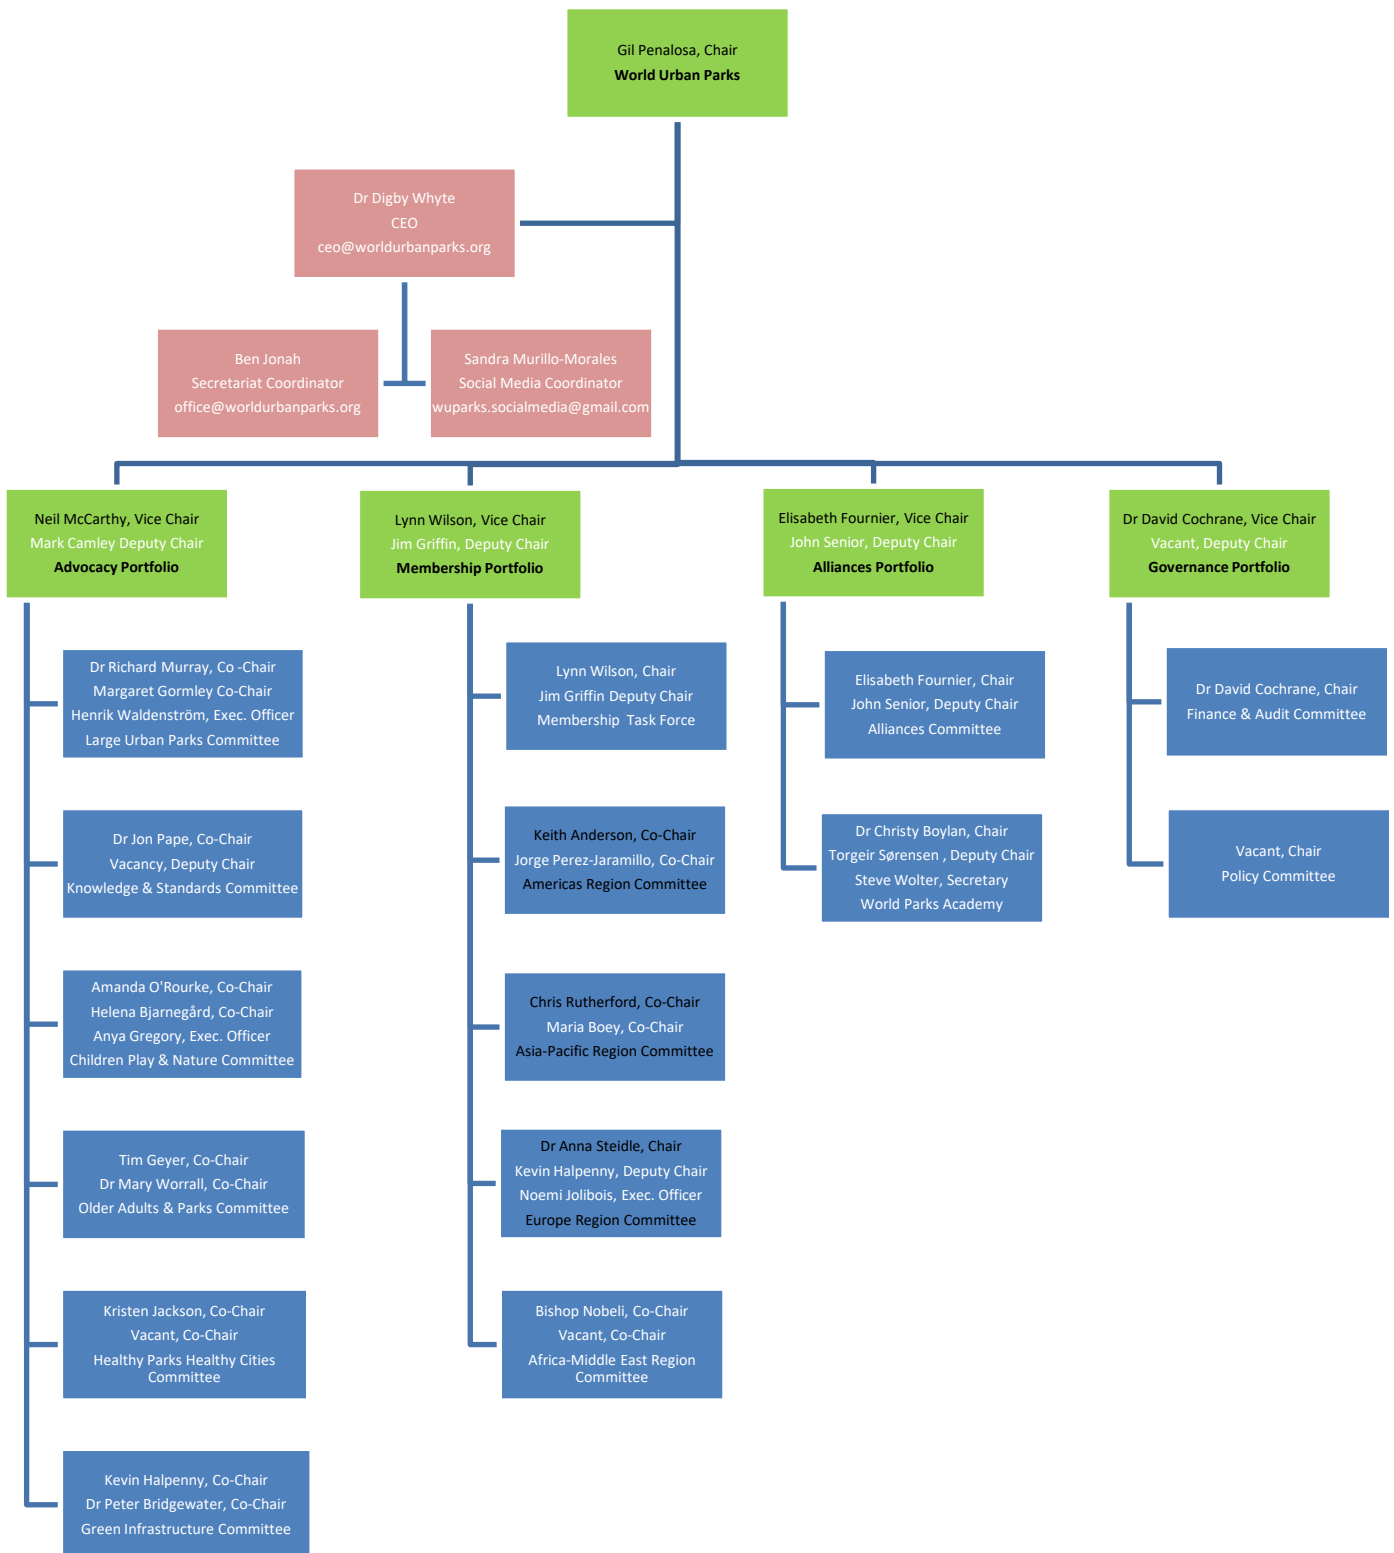 Gil Penalosa, Chair
World Urban Parks
Dr Digby Whyte
CEO
ceo@worldurbanparks.org
Ben Jonah
Secretariat Coordinator
office@worldurbanparks.org
Sandra Murillo-Morales
Social Media Coordinator
wuparks.socialmedia@gmail.com
Neil McCarthy, Vice Chair
Mark Camley Deputy Chair
Advocacy Portfolio
Lynn Wilson, Vice Chair
Jim Griffin, Deputy Chair
Membership Portfolio
Elisabeth Fournier, Vice Chair
John Senior, Deputy Chair
Alliances Portfolio
Dr David Cochrane, Vice Chair
Vacant, Deputy Chair
Governance Portfolio
Dr Richard Murray, Co -Chair
Margaret Gormley Co-Chair
Henrik Waldenström, Exec. Officer
Large Urban Parks Committee
Dr Jon Pape, Co-Chair
Vacancy, Deputy Chair
Knowledge & Standards Committee
Amanda O'Rourke, Co-Chair
Helena Bjarnegård, Co-Chair
Anya Gregory, Exec. Officer
Children Play & Nature Committee
Tim Geyer, Co-Chair
Dr Mary Worrall, Co-Chair
Older Adults & Parks Committee
Kristen Jackson, Co-Chair
Vacant, Co-Chair
Healthy Parks Healthy Cities
Committee
Kevin Halpenny, Co-Chair
Dr Peter Bridgewater, Co-Chair
Green Infrastructure Committee
Lynn Wilson, Chair
Jim Griffin Deputy Chair
Membership  Task Force
Keith Anderson, Co-Chair
Jorge Perez-Jaramillo, Co-Chair
Americas Region Committee
Chris Rutherford, Co-Chair
Maria Boey, Co-Chair
Asia-Pacific Region Committee
Dr Anna Steidle, Chair
Kevin Halpenny, Deputy Chair
Noemi Jolibois, Exec. Officer
Europe Region Committee
Bishop Nobeli, Co-Chair
Vacant, Co-Chair
Africa-Middle East Region
Committee
Elisabeth Fournier, Chair
John Senior, Deputy Chair
Alliances Committee
Dr Christy Boylan, Chair
Torgeir Sørensen , Deputy Chair
Steve Wolter, Secretary
World Parks Academy
Dr David Cochrane, Chair
Finance & Audit Committee
Vacant, Chair
Policy Committee